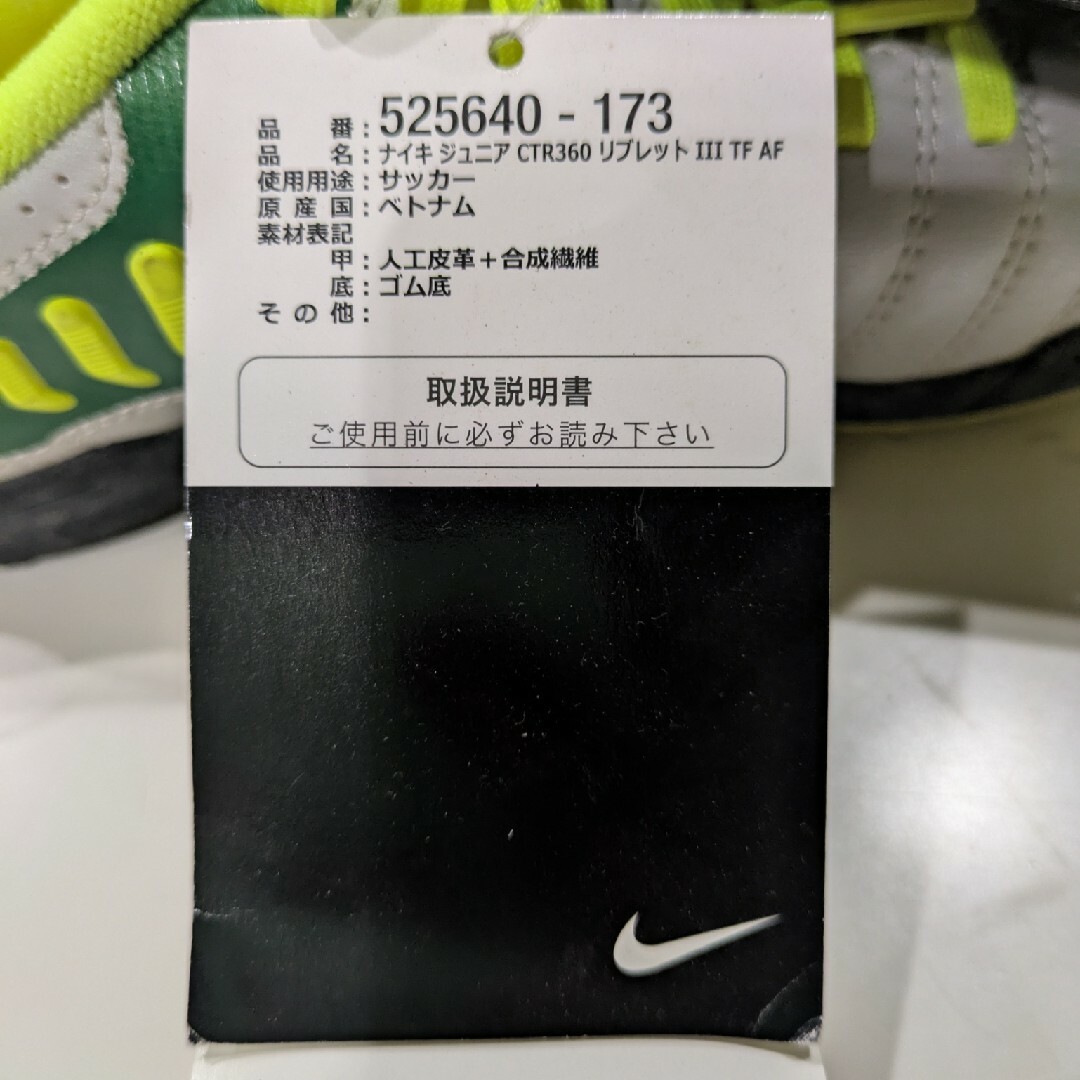 品番：525640 - 173
品名：ナイキ ジュニア CTR360 リブレット III TF AF
使用用途：サッカー
原産国：ベトナム
素材表記
甲：人工皮革＋合成繊維
底：ゴム底
その他：
取扱説明書
ご使用前に必ずお読み下さい